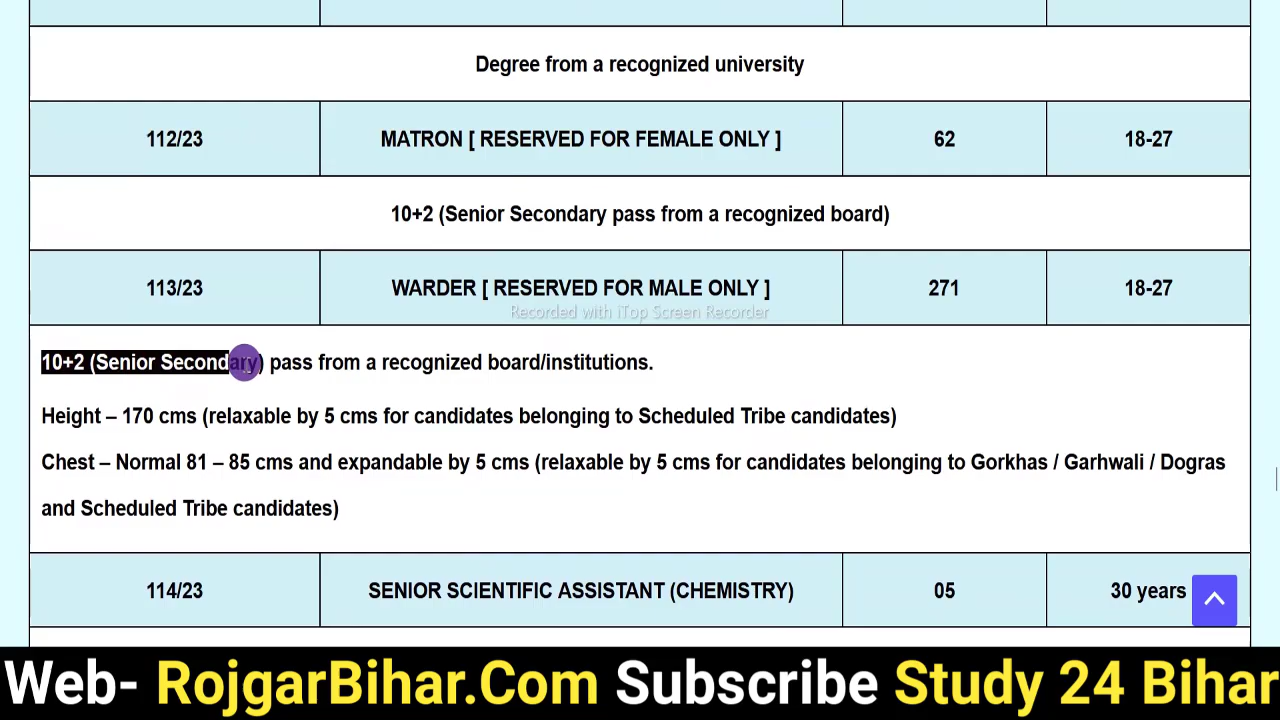 Degree from a recognized university
112/23 MATRON [ RESERVED FOR FEMALE ONLY ] 62 18-27
10+2 (Senior Secondary pass from a recognized board)
113/23 WARDER [ RESERVED FOR MALE ONLY ] 271 18-27
Recorded with iTop Screen Recorder
10+2 (Senior Secondary) pass from a recognized board/institutions.
Height – 170 cms (relaxable by 5 cms for candidates belonging to Scheduled Tribe candidates)
Chest – Normal 81 – 85 cms and expandable by 5 cms (relaxable by 5 cms for candidates belonging to Gorkhas / Garhwali / Dogras
and Scheduled Tribe candidates)
114/23 SENIOR SCIENTIFIC ASSISTANT (CHEMISTRY) 05 30 years
Web- RojgarBihar.Com Subscribe Study 24 Bihar